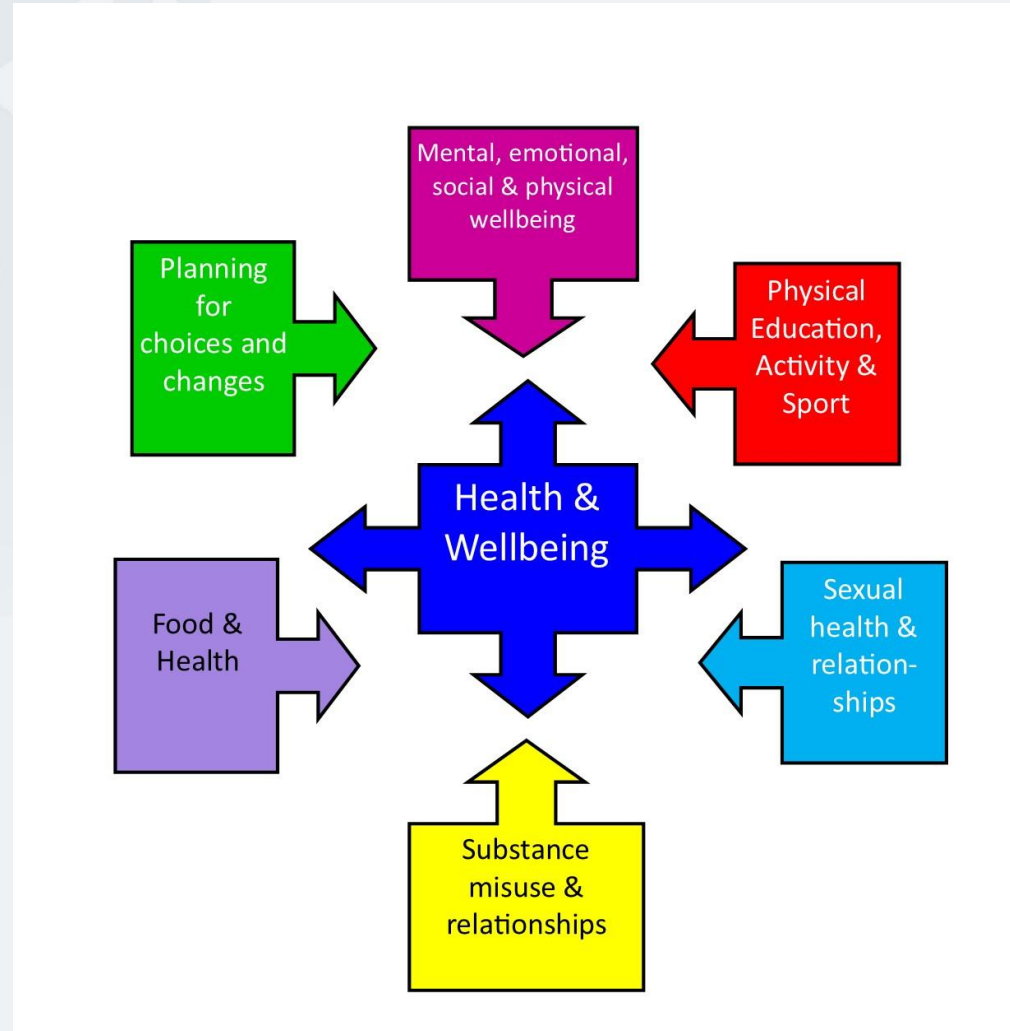 Mental, emotional,
social & physical
wellbeing
Planning
for
choices and
changes
Physical
Education,
Activity &
Sport
Health &
Wellbeing
Food &
Health
Sexual
health &
relation-
ships
Substance
misuse &
relationships